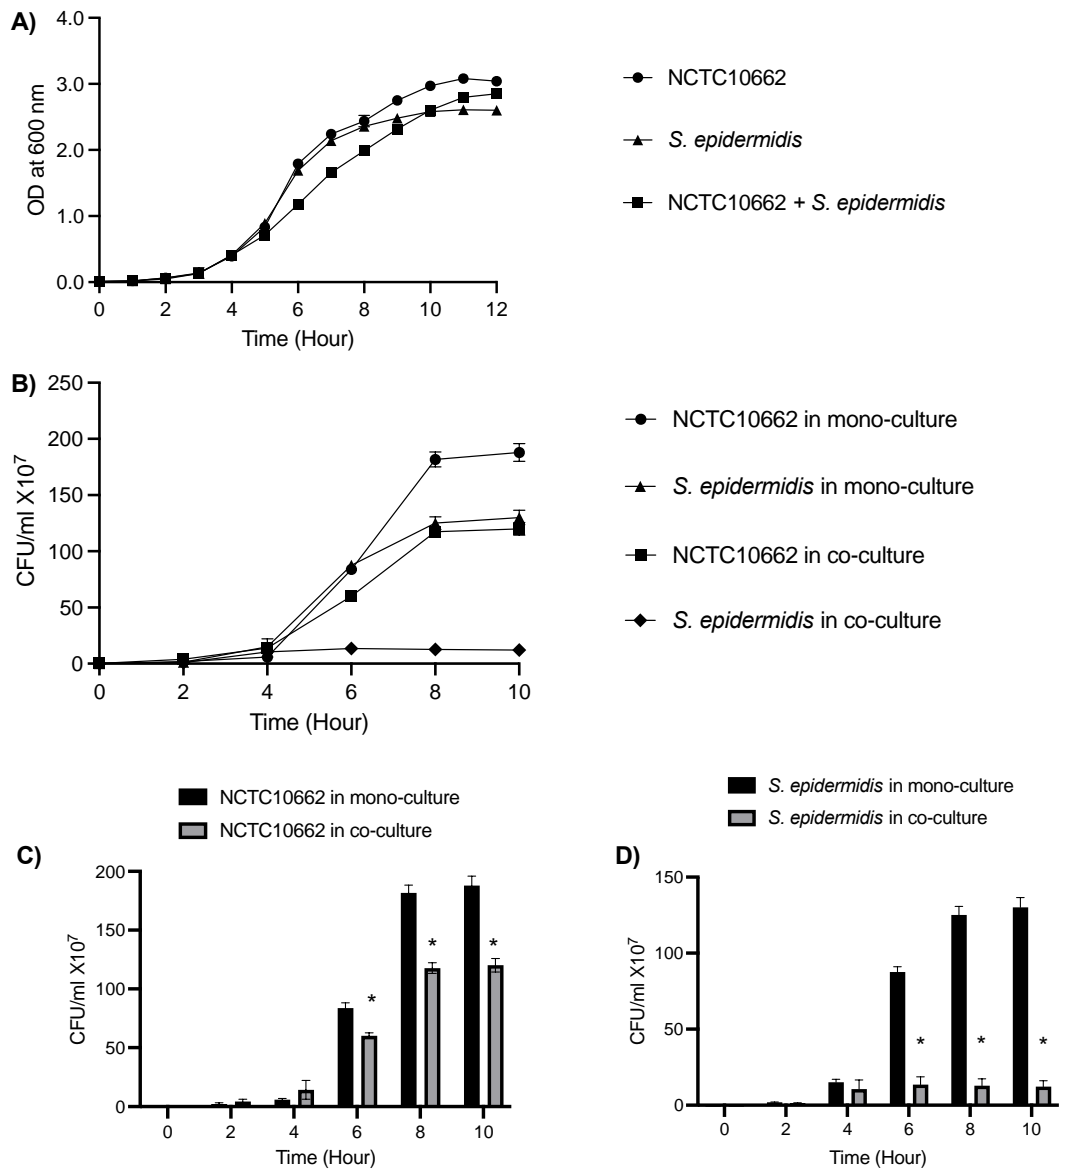 A)
4.0
3.0
2.0
1.0
0.0
OD at 600 nm
0 2 4 6 8 10 12
Time (Hour)
NCTC10662
S. epidermidis
NCTC10662 + S. epidermidis
B)
250
200
150
100
50
0
CFU/ml X10⁷
0 2 4 6 8 10
Time (Hour)
NCTC10662 in mono-culture
S. epidermidis in mono-culture
NCTC10662 in co-culture
S. epidermidis in co-culture
NCTC10662 in mono-culture
NCTC10662 in co-culture
C)
200
150
100
50
0
CFU/ml X10⁷
* * *
0 2 4 6 8 10
Time (Hour)
S. epidermidis in mono-culture
S. epidermidis in co-culture
D)
150
100
50
0
CFU/ml X10⁷
* * *
0 2 4 6 8 10
Time (Hour)